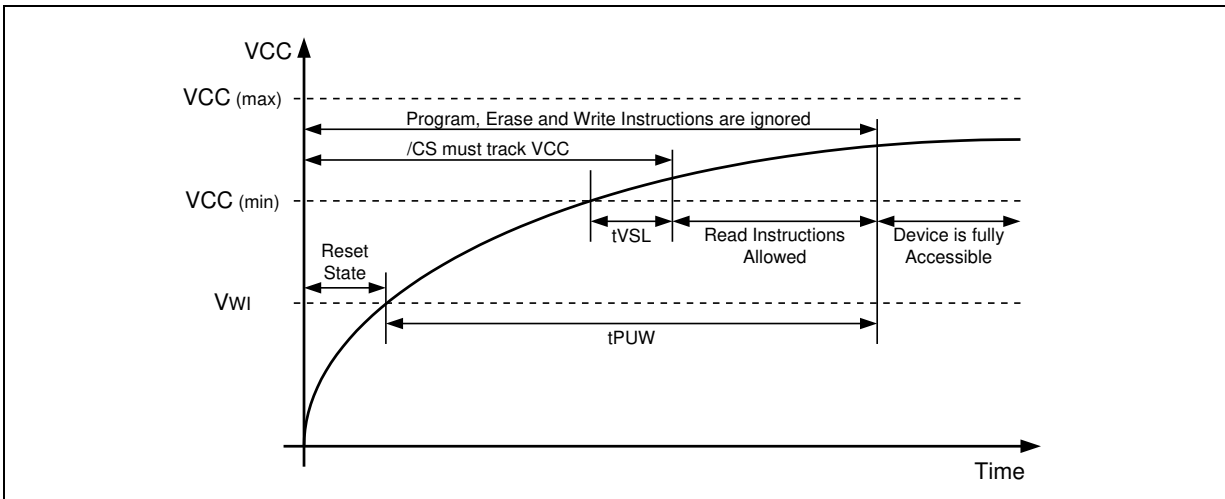 VCC
VCC (max)
Program, Erase and Write Instructions are ignored
/CS must track VCC
VCC (min)
tVSL
Read Instructions
Allowed
Device is fully
Accessible
Reset
State
VWI
tPUW
Time